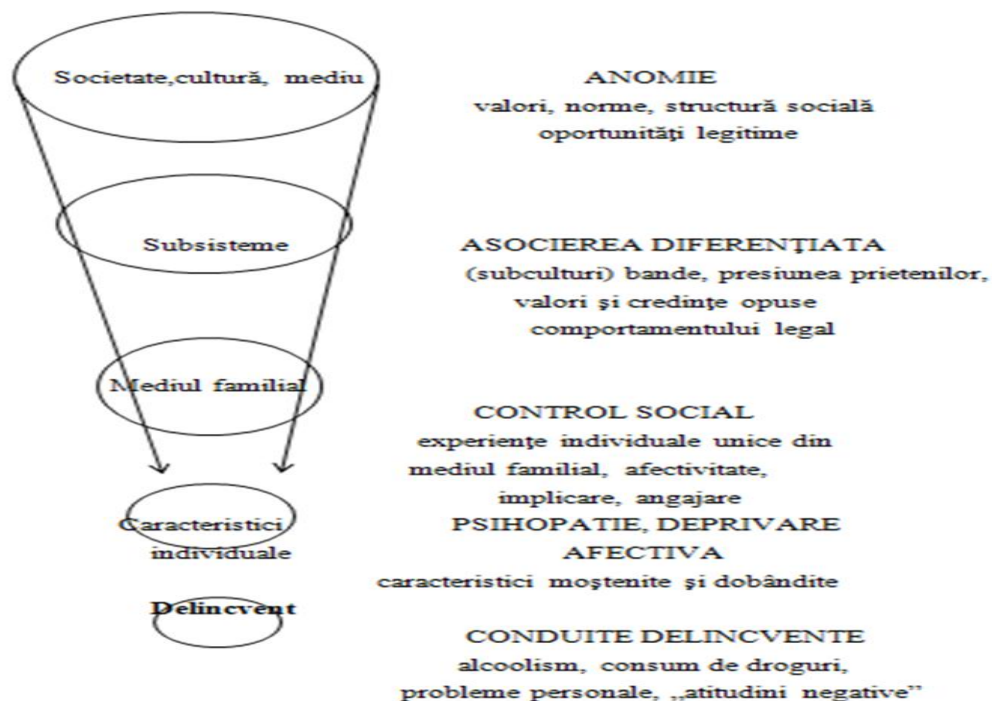 Societate,cultură, mediu
ANOMIE
valori, norme, structură socială
oportunităţi legitime
Subsisteme
ASOCIEREA DIFERENŢIATA
(subculturi) bande, presiunea prietenilor,
valori şi credinţe opuse
comportamentului legal
Mediul familial
CONTROL SOCIAL
experienţe individuale unice din
mediul familial, afectivitate,
implicare, angajare
Caracteristici
individuale
PSIHOPATIE, DEPRIVARE
AFECTIVA
caracteristici moştenite şi dobândite
Delincvent
CONDUITE DELINCVENTE
alcoolism, consum de droguri,
probleme personale, „atitudini negative”